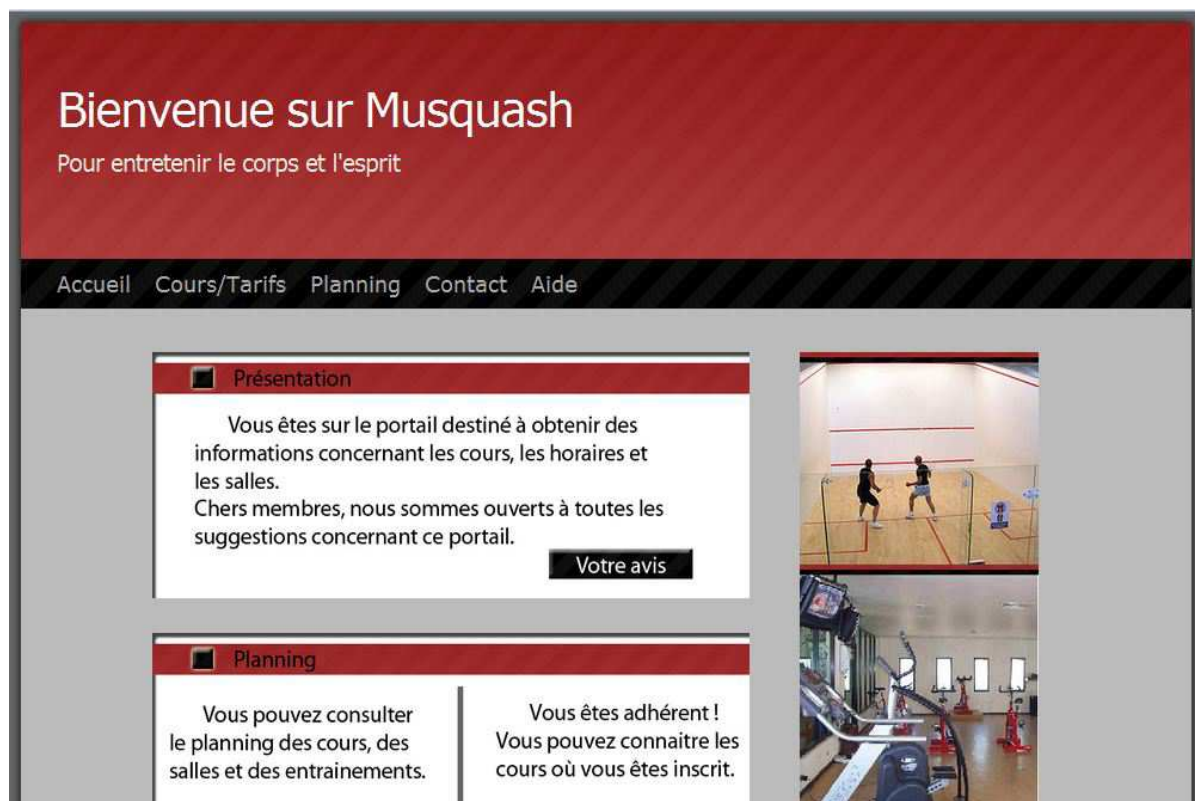 Bienvenue sur Musquash
Pour entretenir le corps et l'esprit
Accueil Cours/Tarifs Planning Contact Aide
Présentation
Vous êtes sur le portail destiné à obtenir des
informations concernant les cours, les horaires et
les salles.
Chers membres, nous sommes ouverts à toutes les
suggestions concernant ce portail.
Votre avis
Planning
Vous pouvez consulter
le planning des cours, des
salles et des entrainements.
Vous êtes adhérent !
Vous pouvez connaitre les
cours où vous êtes inscrit.